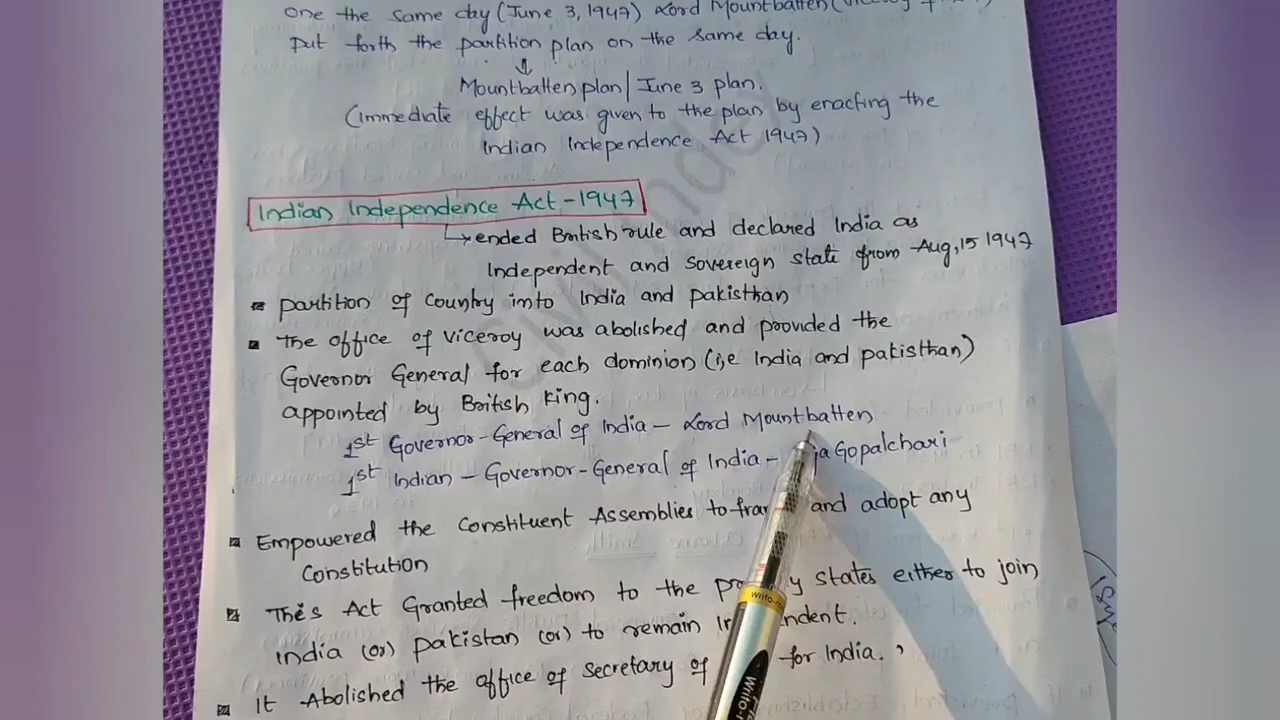 one the same day (June 3, 1947) Lord Mountbatten (Viceroy
Put forth the partition plan on the same day.
↓
Mountbatten plan/June 3 plan.
(immediate effect was given to the plan by enacting the
Indian Independence Act 1947)
Indian Independence Act - 1947
↳ ended British rule and declared India as
Independent and Sovereign state from Aug, 15 1947
▪ partition of Country into India and pakisthan
▪ The office of viceroy was abolished and provided the
Governor General for each dominion (i,e India and pakisthan)
appointed by British King.
1st Governor-General of India - Lord Mountbatten
1st Indian - Governor-General of India - jaGopalchari
▪ Empowered the Constituent Assemblies to and adopt any
Constitution
▪ This Act Granted freedom to the states either to join
India (or) pakistan (or) to remain
▪ It Abolished the office of secretary of for India.
Write-